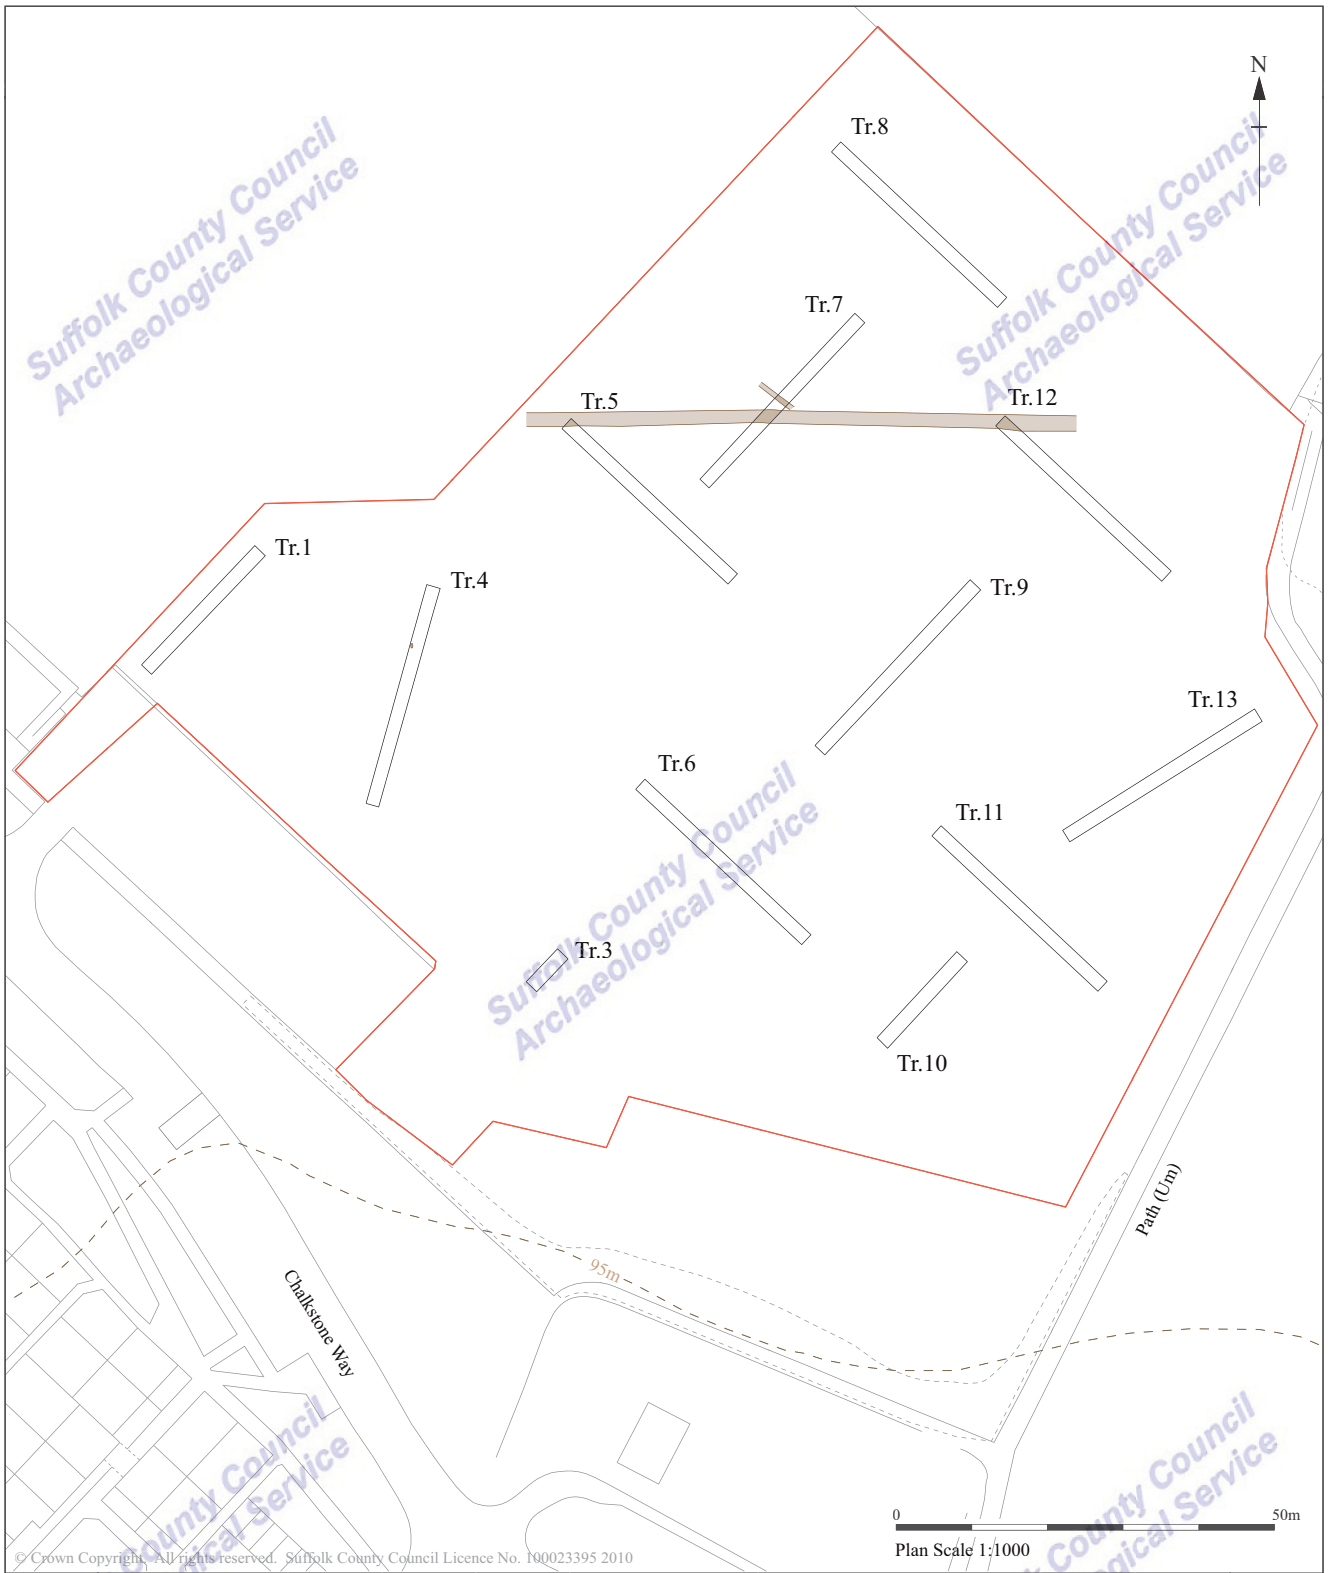 N
Suffolk County Council
Archaeological Service
Suffolk County Council
Archaeological Service
Tr.8
Tr.7
Tr.5
Tr.12
Tr.1
Tr.4
Tr.9
Tr.13
Tr.6
Tr.11
Suffolk County Council
Archaeological Service
Tr.3
Tr.10
Path (Um)
95m
Chalkstone Way
County Council
gical Service
k County Council
gical Service
0
50m
Plan Scale 1:1000
© Crown Copyright. All rights reserved. Suffolk County Council Licence No. 100023395 2010